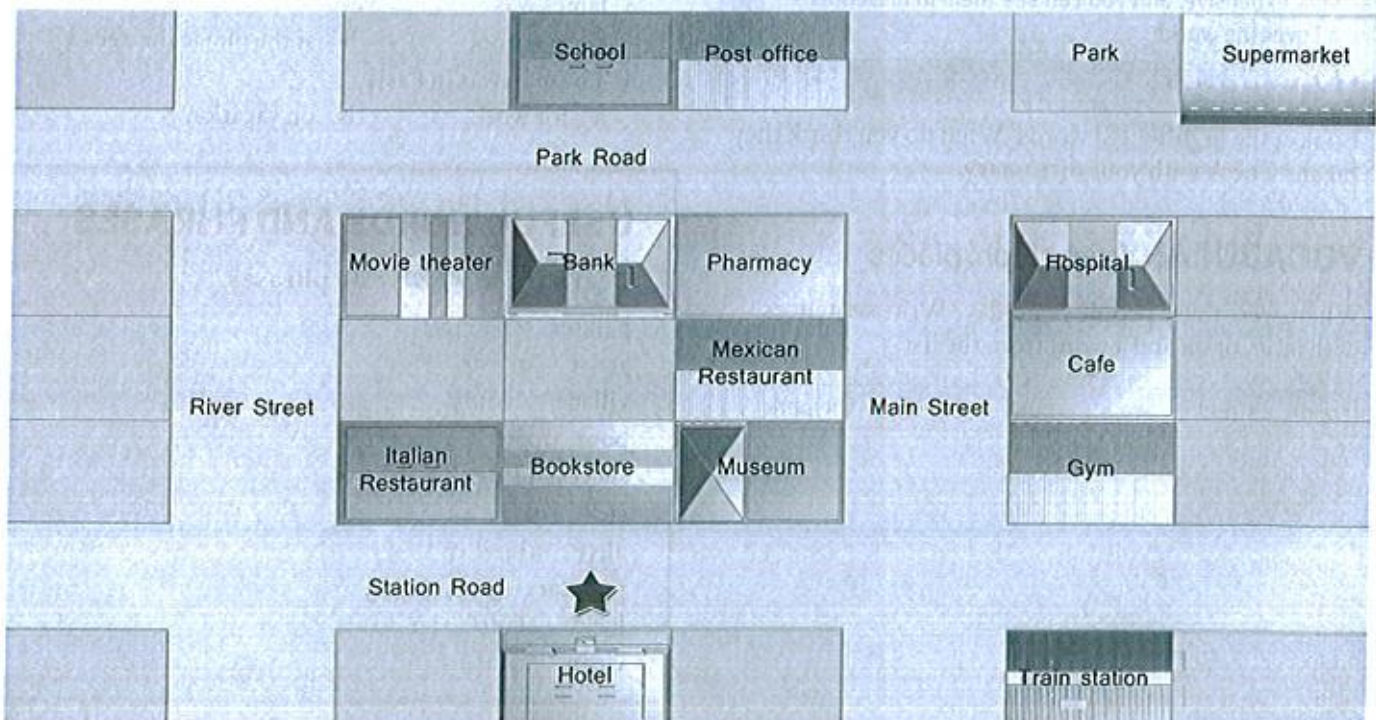 School
Post office
Park
Supermarket
Park Road
Movie theater
Bank
Pharmacy
Hospital
Mexican
Restaurant
Cafe
River Street
Main Street
Italian
Restaurant
Bookstore
Museum
Gym
Station Road
Hotel
Train station